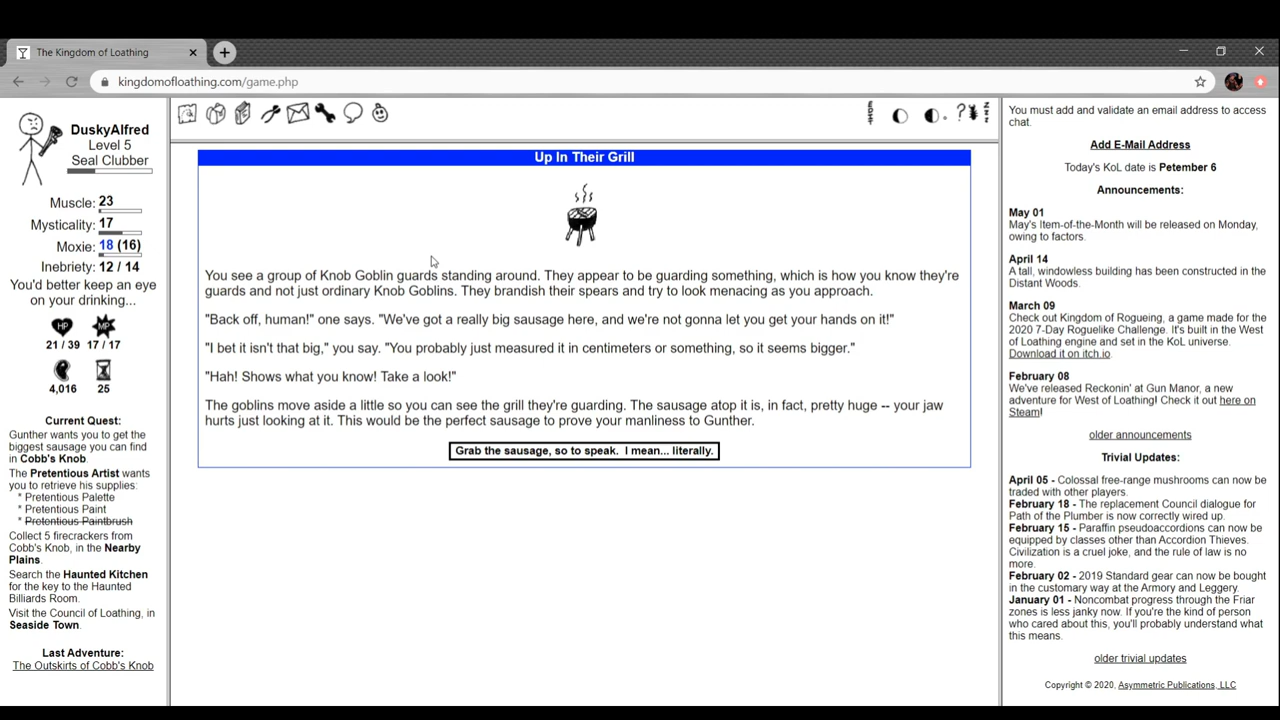 The Kingdom of Loathing
kingdomofloathing.com/game.php
DuskyAlfred
Level 5
Seal Clubber
Muscle: 23
Mysticality: 17
Moxie: 18 (16)
Inebriety: 12 / 14
You'd better keep an eye
on your drinking...
HP MP
21 / 39 17 / 17
4,016 25
Current Quest:
Gunther wants you to get the
biggest sausage you can find
in Cobb's Knob.
The Pretentious Artist wants
you to retrieve his supplies:
* Pretentious Palette
* Pretentious Paint
* Pretentious Paintbrush
Collect 5 firecrackers from
Cobb's Knob, in the Nearby
Plains.
Search the Haunted Kitchen
for the key to the Haunted
Billiards Room.
Visit the Council of Loathing, in
Seaside Town.
Last Adventure:
The Outskirts of Cobb's Knob
Up In Their Grill
You see a group of Knob Goblin guards standing around. They appear to be guarding something, which is how you know they're
guards and not just ordinary Knob Goblins. They brandish their spears and try to look menacing as you approach.
"Back off, human!" one says. "We've got a really big sausage here, and we're not gonna let you get your hands on it!"
"I bet it isn't that big," you say. "You probably just measured it in centimeters or something, so it seems bigger."
"Hah! Shows what you know! Take a look!"
The goblins move aside a little so you can see the grill they're guarding. The sausage atop it is, in fact, pretty huge -- your jaw
hurts just looking at it. This would be the perfect sausage to prove your manliness to Gunther.
Grab the sausage, so to speak. I mean... literally.
You must add and validate an email address to access
chat.
Add E-Mail Address
Today's KoL date is Petember 6
Announcements:
May 01
May's Item-of-the-Month will be released on Monday,
owing to factors.
April 14
A tall, windowless building has been constructed in the
Distant Woods.
March 09
Check out Kingdom of Rogueing, a game made for the
2020 7-Day Roguelike Challenge. It's built in the West
of Loathing engine and set in the KoL universe.
Download it on itch.io.
February 08
We've released Reckonin' at Gun Manor, a new
adventure for West of Loathing! Check it out here on
Steam!
older announcements
Trivial Updates:
April 05 - Colossal free-range mushrooms can now be
traded with other players.
February 18 - The replacement Council dialogue for
Path of the Plumber is now correctly wired up.
February 15 - Paraffin pseudoaccordions can now be
equipped by classes other than Accordion Thieves.
Civilization is a cruel joke, and the rule of law is no
more.
February 02 - 2019 Standard gear can now be bought
in the customary way at the Armory and Leggery.
January 01 - Noncombat progress through the Friar
zones is less janky now. If you're the kind of person
who cared about this, you'll probably understand what
this means.
older trivial updates
Copyright © 2020, Asymmetric Publications, LLC